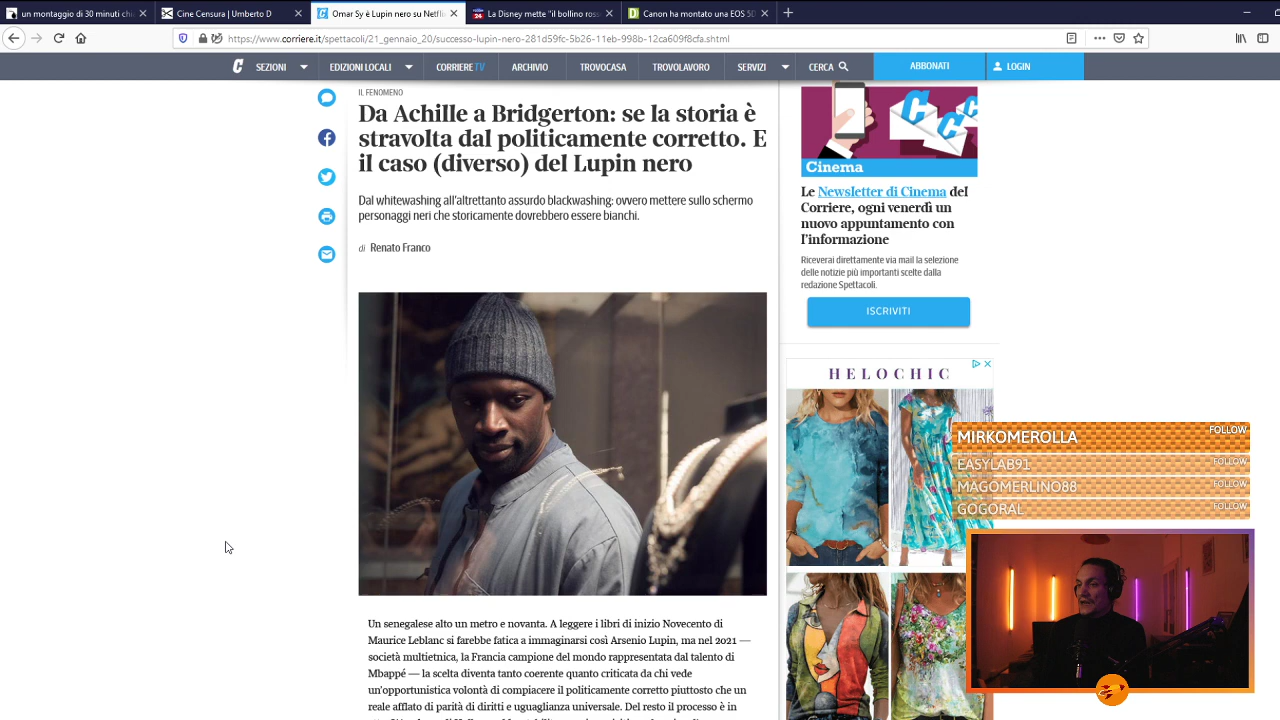 un montaggio di 30 minuti chi
Cine Censura | Umberto D
Omar Sy è Lupin nero su Netfl
La Disney mette "il bollino ross
Canon ha montato una EOS 5D
https://www.corriere.it/spettacoli/21_gennaio_20/successo-lupin-nero-281d59fc-5b26-11eb-998b-12ca609f8cfa.shtml
C SEZIONI EDIZIONI LOCALI CORRIERE TV ARCHIVIO TROVOCASA TROVOLAVORO SERVIZI CERCA ABBONATI LOGIN
IL FENOMENO
Da Achille a Bridgerton: se la storia è
stravolta dal politicamente corretto. E
il caso (diverso) del Lupin nero
Dal whitewashing all'altrettanto assurdo blackwashing: ovvero mettere sullo schermo
personaggi neri che storicamente dovrebbero essere bianchi.
di Renato Franco
Un senegalese alto un metro e novanta. A leggere i libri di inizio Novecento di
Maurice Leblanc si farebbe fatica a immaginarsi così Arsenio Lupin, ma nel 2021 —
società multietnica, la Francia campione del mondo rappresentata dal talento di
Mbappé — la scelta diventa tanto coerente quanto criticata da chi vede
un'opportunistica volontà di compiacere il politicamente corretto piuttosto che un
reale afflato di parità di diritti e uguaglianza universale. Del resto il processo è in
Cinema
Le Newsletter di Cinema del
Corriere, ogni venerdì un
nuovo appuntamento con
l'informazione
Riceverai direttamente via mail la selezione
delle notizie più importanti scelte dalla
redazione Spettacoli.
ISCRIVITI
HELOCHIC
MIRKOMEROLLA FOLLOW
EASYLAB91 FOLLOW
MAGOMERLINO88 FOLLOW
GOGORAL FOLLOW